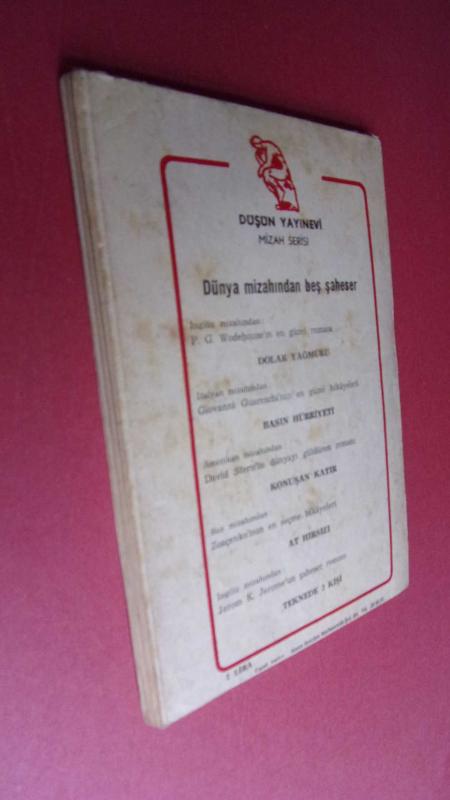 DÜŞÜN YAYINEVİ
MİZAH SERİSİ
Dünya mizahından beş şaheser
İngiliz mizahından:
P. G. Wodehouse'ın en güzel romanı
DOLAR YAĞMURU
İtalyan mizahından
Giovanni Guareschi'nin en güzel hikâyeleri
BASIN HÜRRİYETİ
Amerikan mizahından
David Stern'in dünyayı güldüren romanı
KONUŞAN KATIR
Rus mizahından
Zoşçenko'nun en seçme hikâyeleri
AT HIRSIZI
İngiliz mizahından
Jerom K. Jerome'un şaheser romanı
TEKNEDE 3 KİŞİ
LİRA